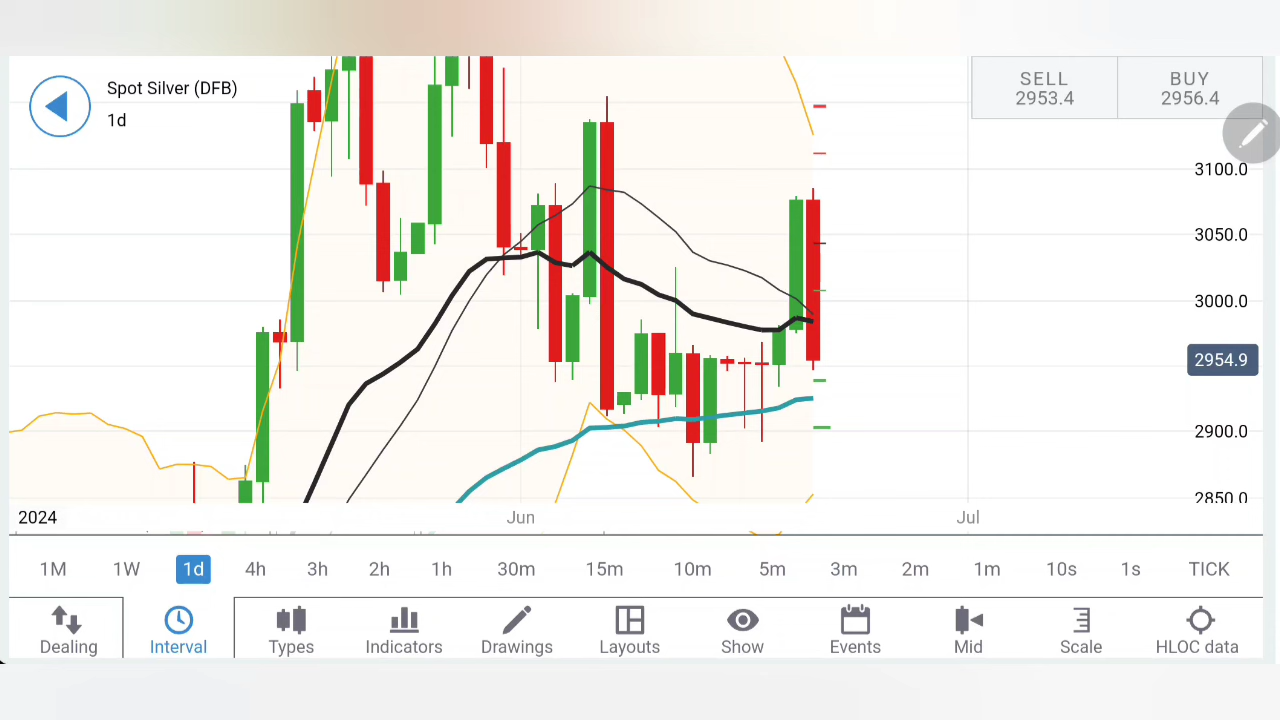 Spot Silver (DFB)
1d
SELL
2953.4
BUY
2956.4
3100.0
3050.0
3000.0
2954.9
2900.0
2850.0
2024
Jun
Jul
1M 1W 1d 4h 3h 2h 1h 30m 15m 10m 5m 3m 2m 1m 10s 1s TICK
Dealing Interval Types Indicators Drawings Layouts Show Events Mid Scale HLOC data